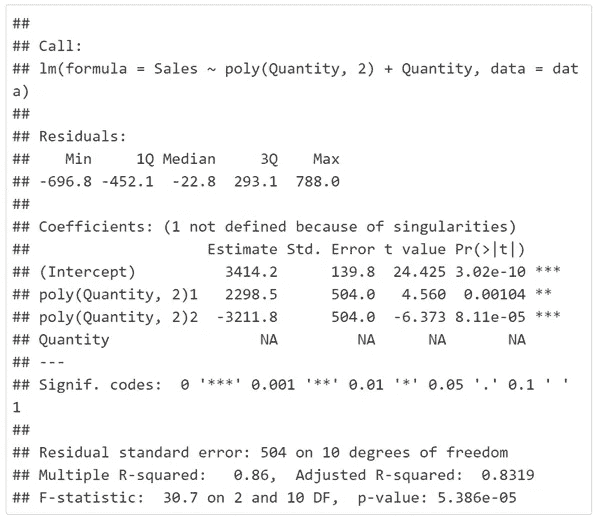 ##
## Call:
## lm(formula = Sales ~ poly(Quantity, 2) + Quantity, data = dat
a)
##
## Residuals:
##    Min     1Q Median     3Q    Max
## -696.8 -452.1  -22.8  293.1  788.0
##
## Coefficients: (1 not defined because of singularities)
##                    Estimate Std. Error t value Pr(>|t|)
## (Intercept)          3414.2      139.8  24.425 3.02e-10 ***
## poly(Quantity, 2)1   2298.5      504.0   4.560  0.00104 **
## poly(Quantity, 2)2  -3211.8      504.0  -6.373 8.11e-05 ***
## Quantity                 NA         NA      NA       NA
## ---
## Signif. codes:  0 '***' 0.001 '**' 0.01 '*' 0.05 '.' 0.1 ' '
1
##
## Residual standard error: 504 on 10 degrees of freedom
## Multiple R-squared:   0.86,  Adjusted R-squared:  0.8319
## F-statistic:  30.7 on 2 and 10 DF,  p-value: 5.386e-05